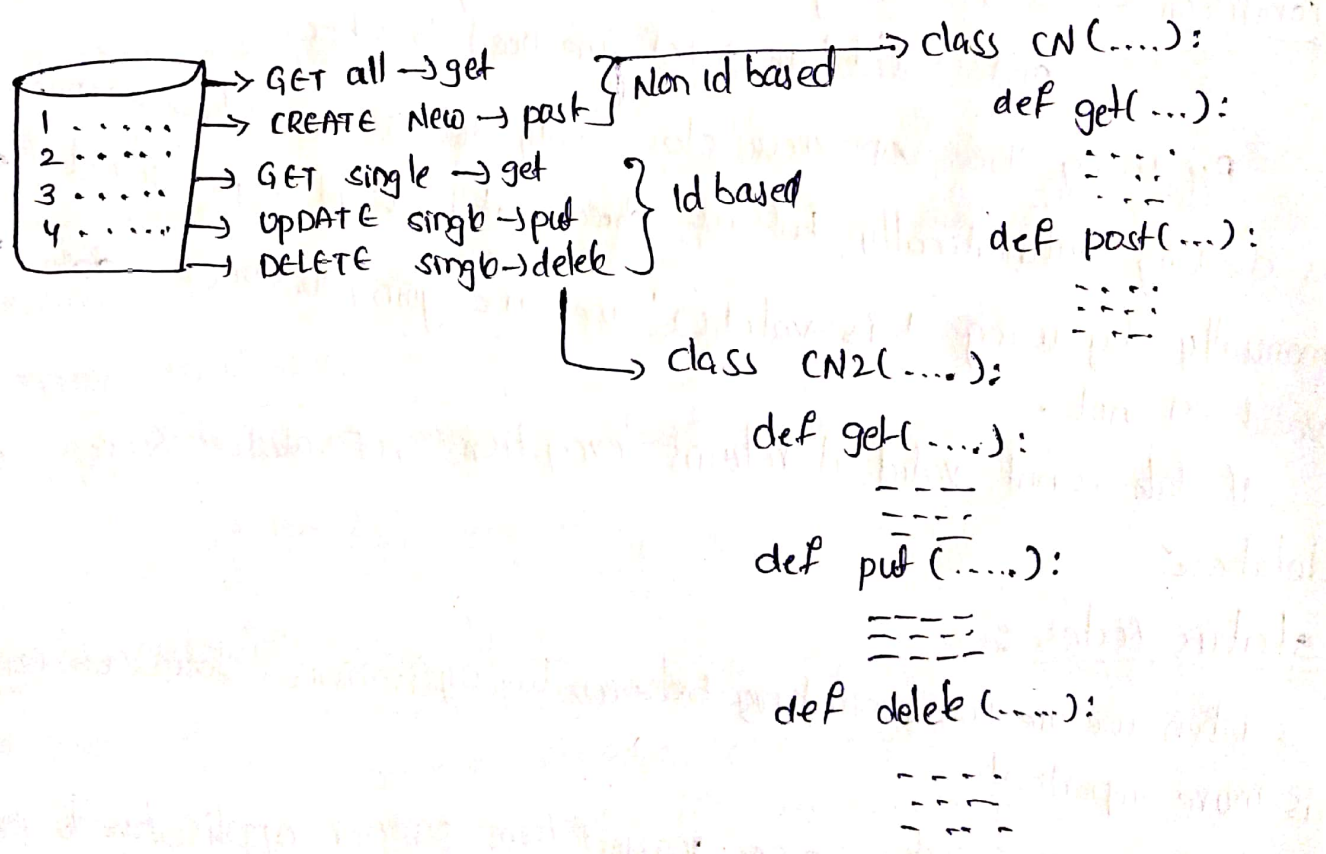 GET all → get
CREATE New → post
} Non id based
1 . . . . .
2 . . . . .
3 . . . . .
4 . . . . . .
GET single → get
UPDATE single → put
DELETE single → delete
} Id based
class CN (....):
def get(...):
def post(...):
class CN2(....):
def get(....):
def put (.....):
def delete (.....):